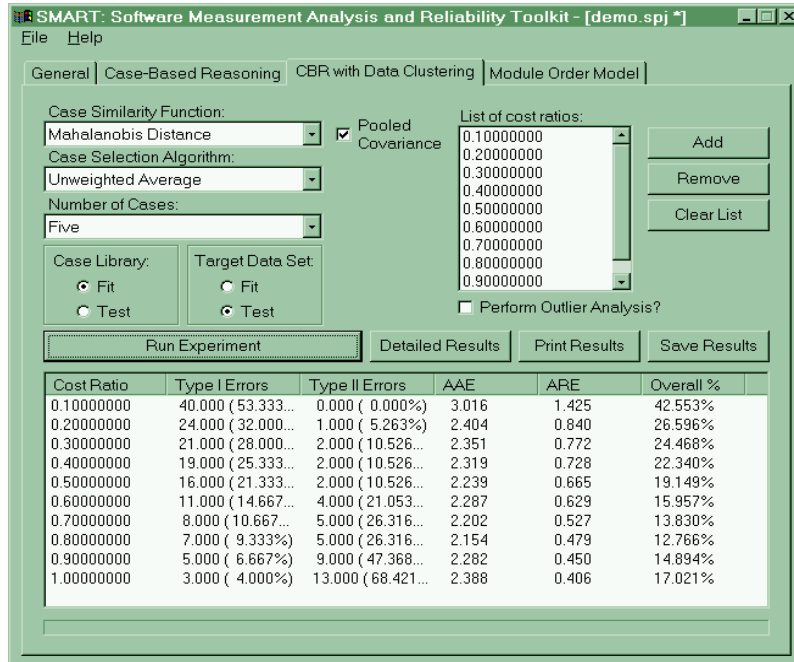 SMART: Software Measurement Analysis and Reliability Toolkit - [demo.spj *]
File Help
General Case-Based Reasoning CBR with Data Clustering Module Order Model
Case Similarity Function:
Mahalanobis Distance
Pooled Covariance
Case Selection Algorithm:
Unweighted Average
Number of Cases:
Five
List of cost ratios:
0.10000000
0.20000000
0.30000000
0.40000000
0.50000000
0.60000000
0.70000000
0.80000000
0.90000000
Add
Remove
Clear List
Case Library:
Fit
Test
Target Data Set:
Fit
Test
Perform Outlier Analysis?
Run Experiment Detailed Results Print Results Save Results
Cost Ratio Type I Errors Type II Errors AAE ARE Overall %
0.10000000 40.000 ( 53.333... 0.000 ( 0.000%) 3.016 1.425 42.553%
0.20000000 24.000 ( 32.000... 1.000 ( 5.263%) 2.404 0.840 26.596%
0.30000000 21.000 ( 28.000... 2.000 ( 10.526... 2.351 0.772 24.468%
0.40000000 19.000 ( 25.333... 2.000 ( 10.526... 2.319 0.728 22.340%
0.50000000 16.000 ( 21.333... 2.000 ( 10.526... 2.239 0.665 19.149%
0.60000000 11.000 ( 14.667... 4.000 ( 21.053... 2.287 0.629 15.957%
0.70000000 8.000 ( 10.667... 5.000 ( 26.316... 2.202 0.527 13.830%
0.80000000 7.000 ( 9.333%) 5.000 ( 26.316... 2.154 0.479 12.766%
0.90000000 5.000 ( 6.667%) 9.000 ( 47.368... 2.282 0.450 14.894%
1.00000000 3.000 ( 4.000%) 13.000 ( 68.421... 2.388 0.406 17.021%